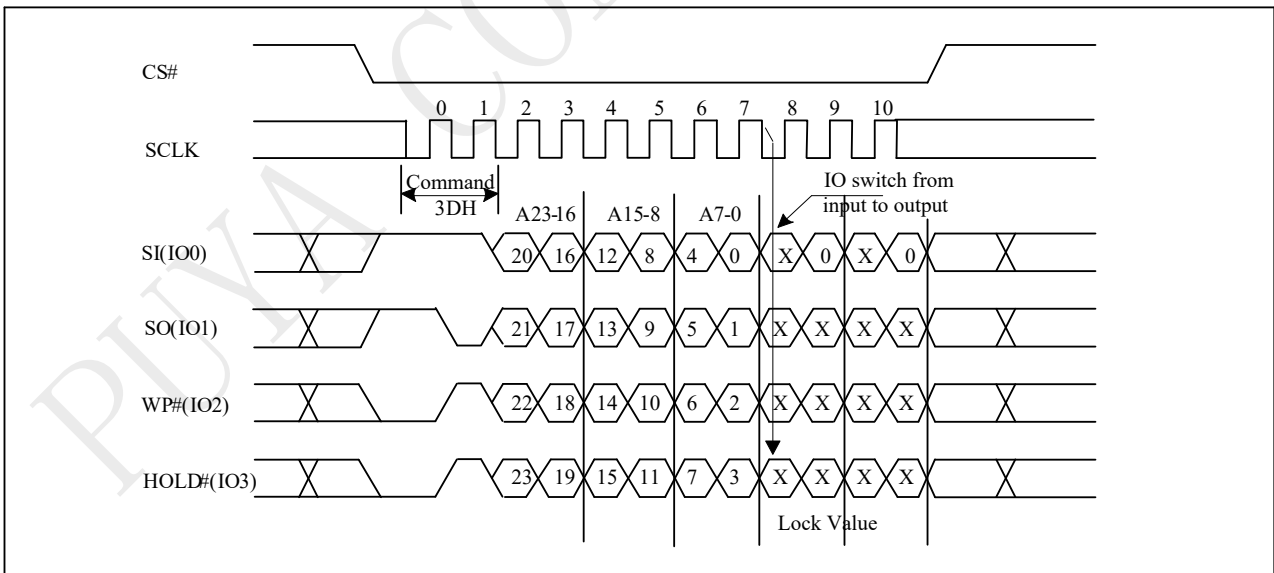 PUYA CO
CS#
0 1 2 3 4 5 6 7 8 9 10
SCLK
Command
3DH
IO switch from
input to output
A23-16 A15-8 A7-0
SI(IO0) 20 16 12 8 4 0 X 0 X 0
SO(IO1) 21 17 13 9 5 1 X X X X
WP#(IO2) 22 18 14 10 6 2 X X X X
HOLD#(IO3) 23 19 15 11 7 3 X X X X
Lock Value